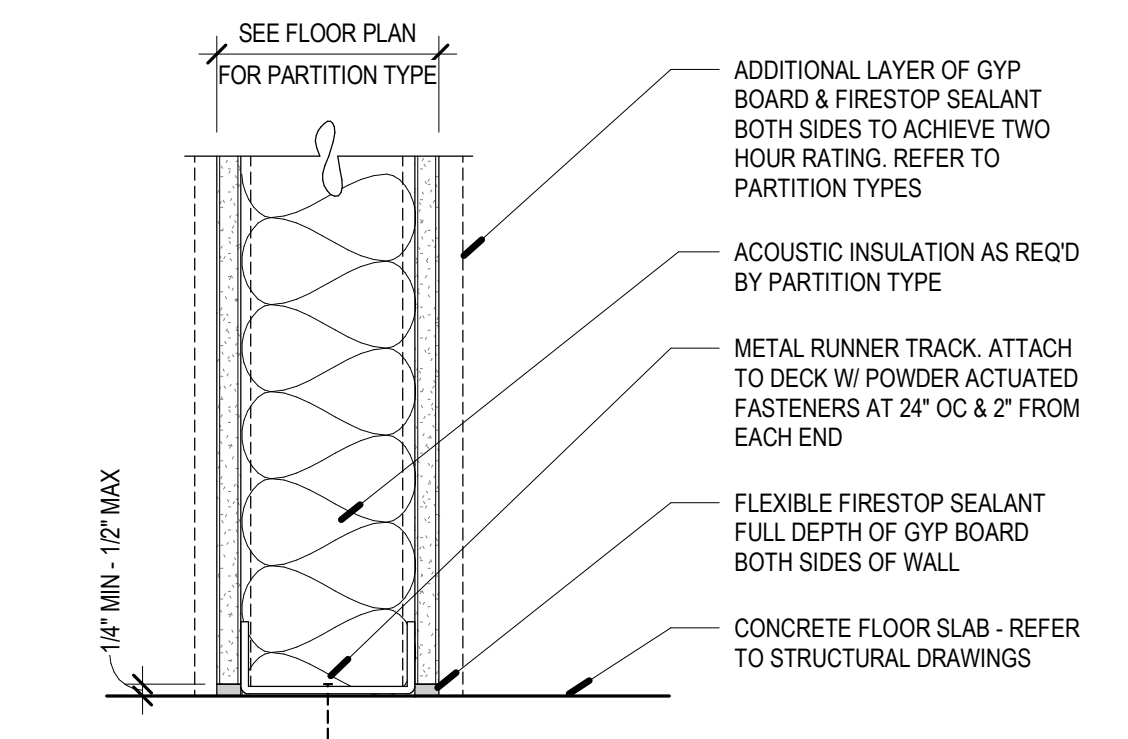 SEE FLOOR PLAN
FOR PARTITION TYPE
ADDITIONAL LAYER OF GYP
BOARD & FIRESTOP SEALANT
BOTH SIDES TO ACHIEVE TWO
HOUR RATING. REFER TO
PARTITION TYPES
ACOUSTIC INSULATION AS REQ'D
BY PARTITION TYPE
METAL RUNNER TRACK. ATTACH
TO DECK W/ POWDER ACTUATED
FASTENERS AT 24" OC & 2" FROM
EACH END
FLEXIBLE FIRESTOP SEALANT
FULL DEPTH OF GYP BOARD
BOTH SIDES OF WALL
CONCRETE FLOOR SLAB - REFER
TO STRUCTURAL DRAWINGS
1/4" MIN - 1/2" MAX